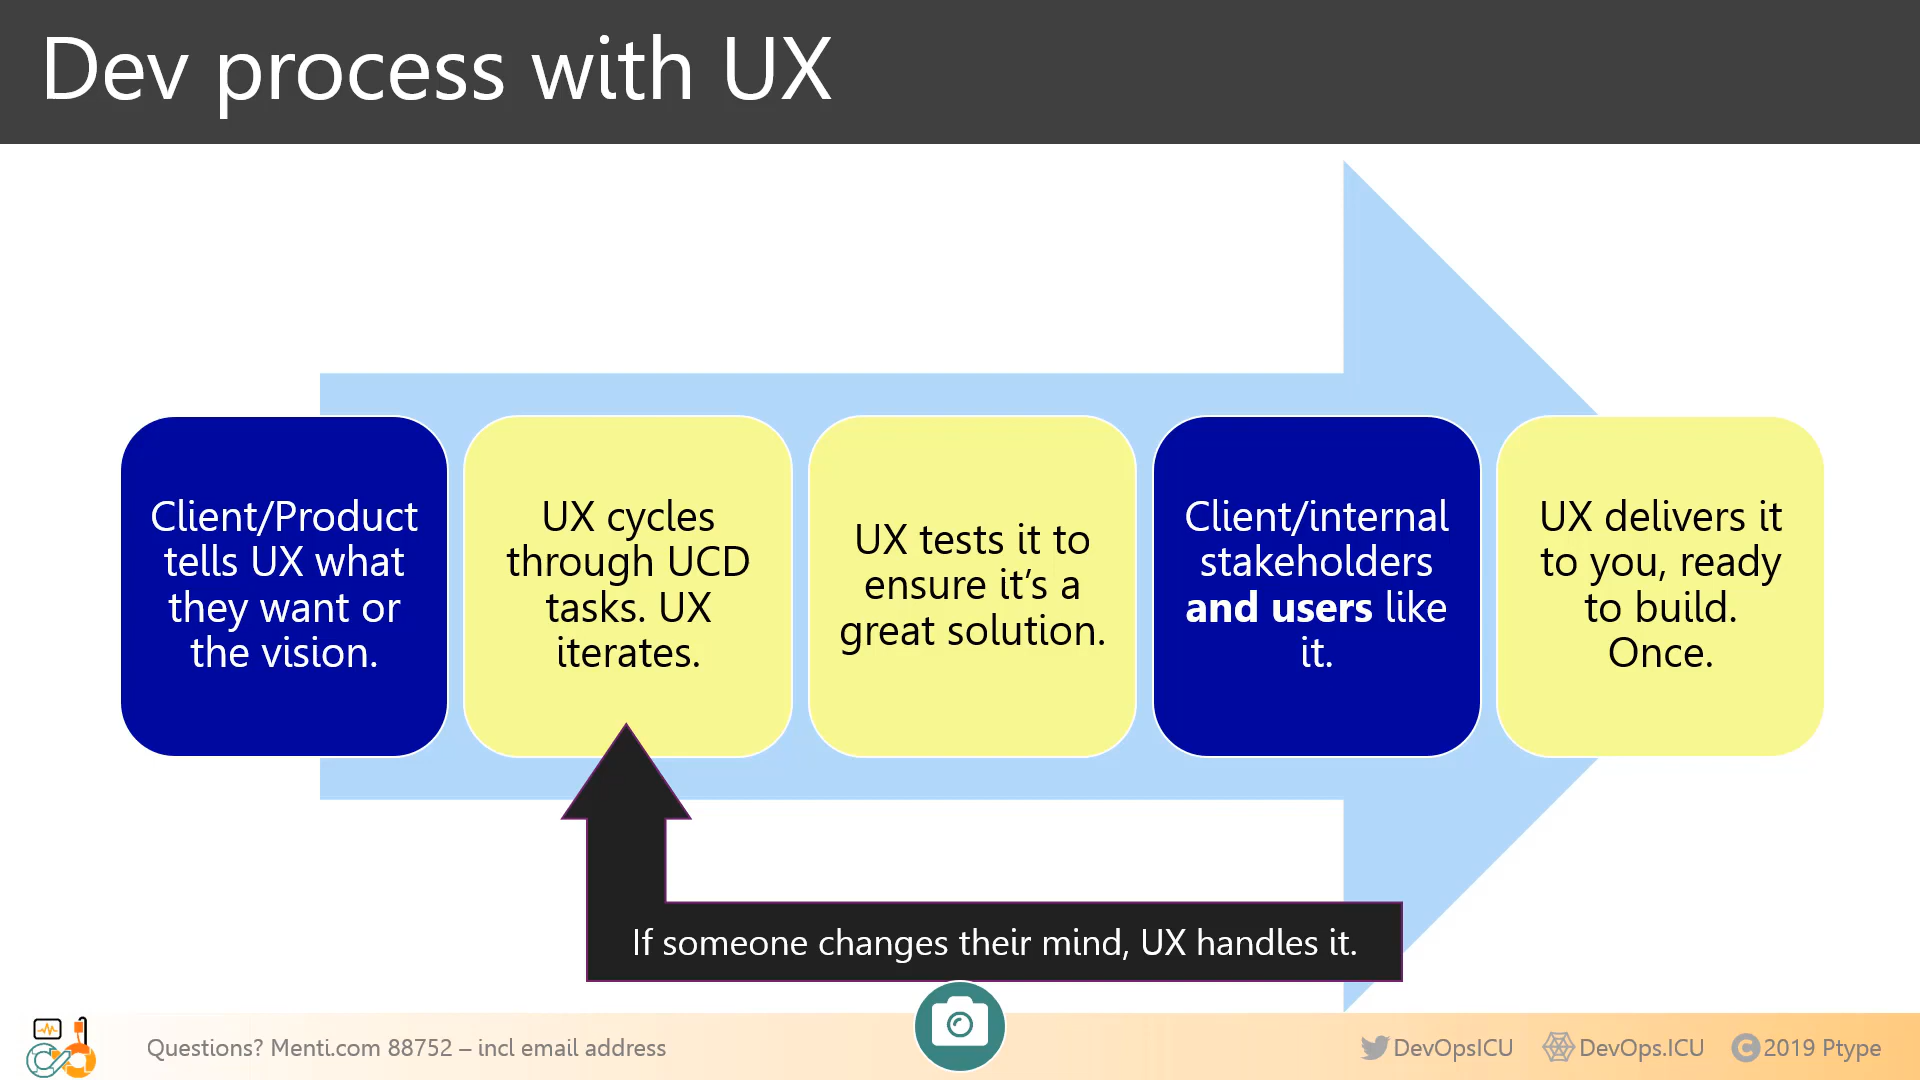 Dev process with UX
Client/Product
tells UX what
they want or
the vision.
UX cycles
through UCD
tasks. UX
iterates.
UX tests it to
ensure it’s a
great solution.
Client/internal
stakeholders
and users like
it.
UX delivers it
to you, ready
to build.
Once.
If someone changes their mind, UX handles it.
Questions? Menti.com 88752 – incl email address
DevOpsICU
DevOps.ICU
© 2019 Ptype